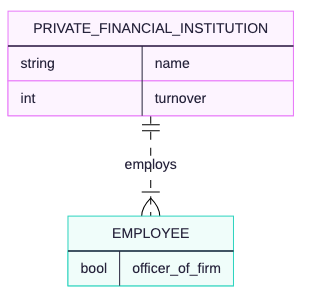 PRIVATE_FINANCIAL_INSTITUTION
string name
int turnover
employs
EMPLOYEE
bool officer_of_firm